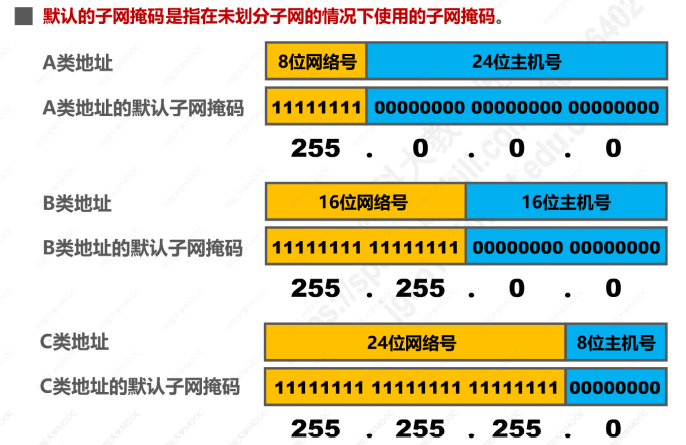 默认的子网掩码是指在未划分子网的情况下使用的子网掩码。
A类地址 8位网络号 24位主机号
A类地址的默认子网掩码 11111111 00000000 00000000 00000000
255 . 0 . 0 . 0
B类地址 16位网络号 16位主机号
B类地址的默认子网掩码 11111111 11111111 00000000 00000000
255 . 255 . 0 . 0
C类地址 24位网络号 8位主机号
C类地址的默认子网掩码 11111111 11111111 11111111 00000000
255 . 255 . 255 . 0